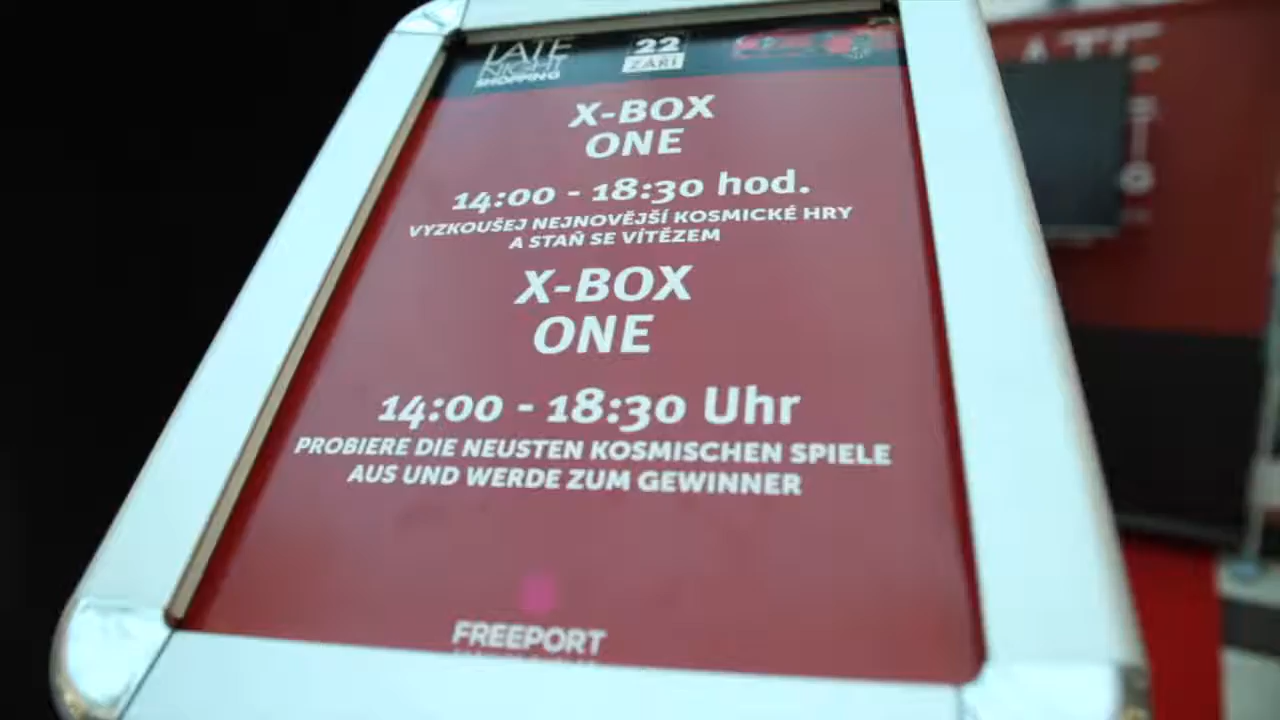 LATE
NIGHT
SHOPPING
22
ZÁŘÍ
X-BOX
ONE
14:00 - 18:30 hod.
VYZKOUŠEJ NEJNOVĚJŠÍ KOSMICKÉ HRY
A STAŇ SE VÍTĚZEM
X-BOX
ONE
14:00 - 18:30 Uhr
PROBIERE DIE NEUSTEN KOSMISCHEN SPIELE
AUS UND WERDE ZUM GEWINNER
FREEPORT